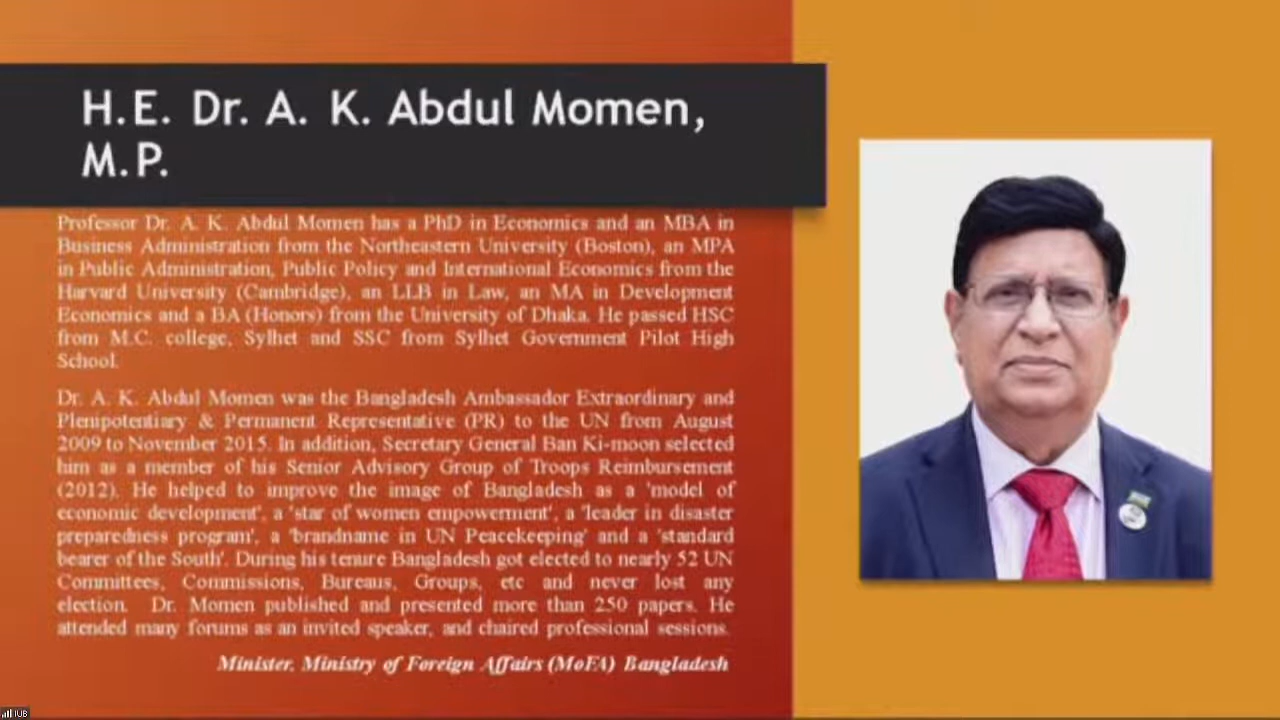 H.E. Dr. A. K. Abdul Momen,
M.P.
Professor Dr. A. K. Abdul Momen has a PhD in Economics and an MBA in
Business Administration from the Northeastern University (Boston), an MPA
in Public Administration, Public Policy and International Economics from the
Harvard University (Cambridge), an LLB in Law, an MA in Development
Economics and a BA (Honors) from the University of Dhaka. He passed HSC
from M.C. college, Sylhet and SSC from Sylhet Government Pilot High
School.
Dr. A. K. Abdul Momen was the Bangladesh Ambassador Extraordinary and
Plenipotentiary & Permanent Representative (PR) to the UN from August
2009 to November 2015. In addition, Secretary General Ban Ki-moon selected
him as a member of his Senior Advisory Group of Troops Reimbursement
(2012). He helped to improve the image of Bangladesh as a 'model of
economic development', a 'star of women empowerment', a 'leader in disaster
preparedness program', a 'brandname in UN Peacekeeping' and a 'standard
bearer of the South'. During his tenure Bangladesh got elected to nearly 52 UN
Committees, Commissions, Bureaus, Groups, etc and never lost any
election. Dr. Momen published and presented more than 250 papers. He
attended many forums as an invited speaker, and chaired professional sessions.
Minister, Ministry of Foreign Affairs (MoFA) Bangladesh
IUB